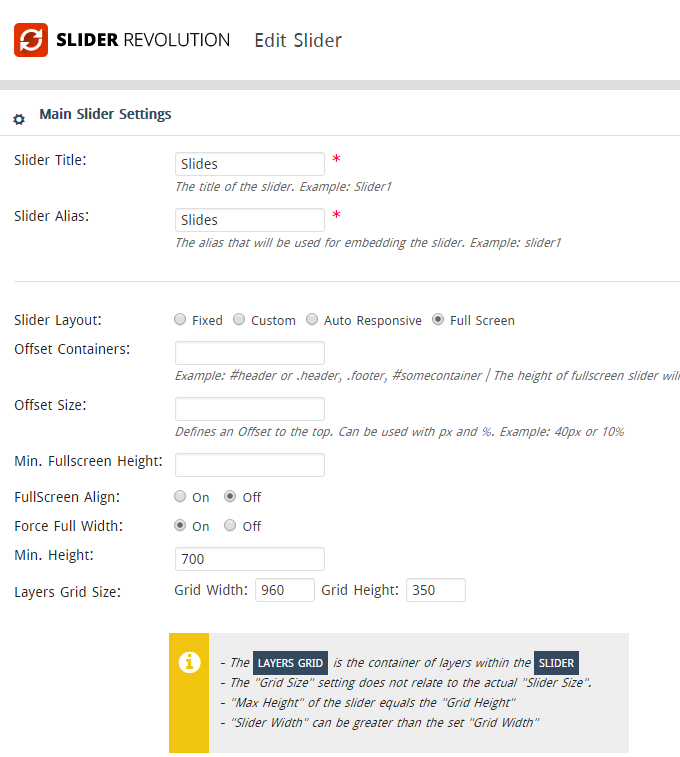 SLIDER REVOLUTION Edit Slider
Main Slider Settings
Slider Title: Slides *
The title of the slider. Example: Slider1
Slider Alias: Slides *
The alias that will be used for embedding the slider. Example: slider1
Slider Layout: Fixed Custom Auto Responsive Full Screen
Offset Containers:
Example: #header or .header, .footer, #somecontainer | The height of fullscreen slider will
Offset Size:
Defines an Offset to the top. Can be used with px and %. Example: 40px or 10%
Min. Fullscreen Height:
FullScreen Align: On Off
Force Full Width: On Off
Min. Height: 700
Layers Grid Size: Grid Width: 960 Grid Height: 350
- The LAYERS GRID is the container of layers within the SLIDER
- The "Grid Size" setting does not relate to the actual "Slider Size".
- "Max Height" of the slider equals the "Grid Height"
- "Slider Width" can be greater than the set "Grid Width"